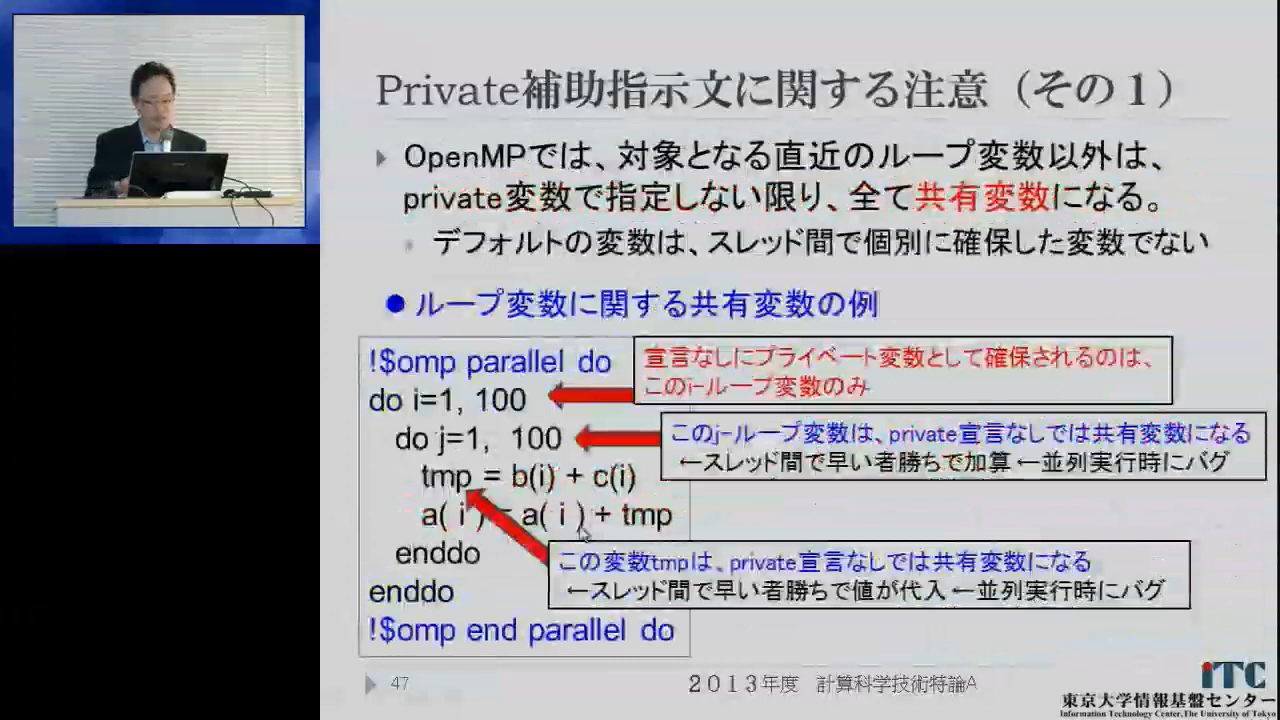 Private補助指示文に関する注意（その１）
OpenMPでは、対象となる直近のループ変数以外は、
private変数で指定しない限り、全て共有変数になる。
デフォルトの変数は、スレッド間で個別に確保した変数でない
ループ変数に関する共有変数の例
!$omp parallel do
do i=1, 100
do j=1, 100
tmp = b(i) + c(i)
a( i ) = a( i ) + tmp
enddo
enddo
!$omp end parallel do
宣言なしにプライベート変数として確保されるのは、
このi-ループ変数のみ
このj-ループ変数は、private宣言なしでは共有変数になる
←スレッド間で早い者勝ちで加算 ←並列実行時にバグ
この変数tmpは、private宣言なしでは共有変数になる
←スレッド間で早い者勝ちで値が代入 ←並列実行時にバグ
47
２０１３年度 計算科学技術特論A
iTC
東京大学情報基盤センター
Information Technology Center, The University of Tokyo